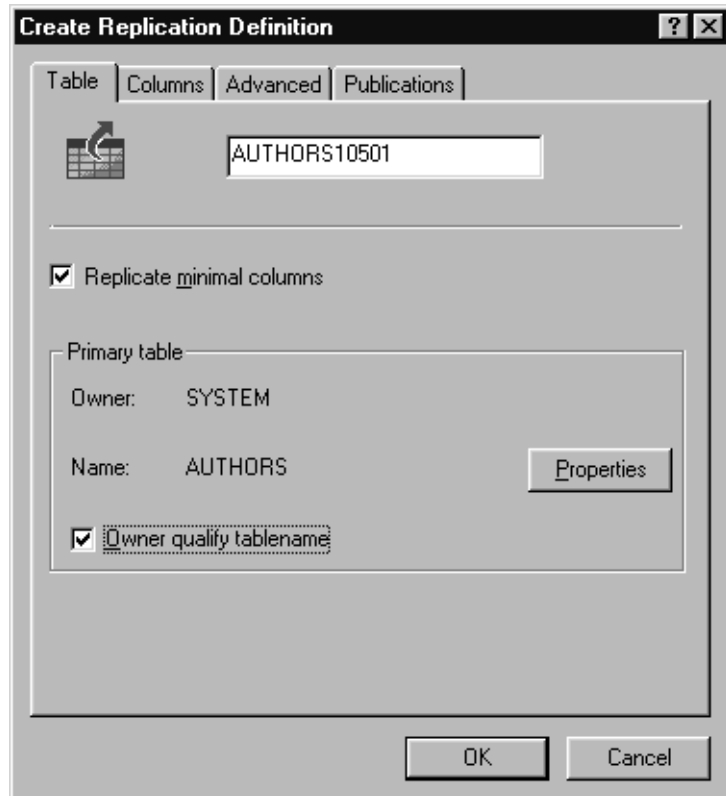 Create Replication Definition
Table Columns Advanced Publications
AUTHORS10501
Replicate minimal columns
Primary table
Owner: SYSTEM
Name: AUTHORS Properties
Owner qualify tablename
OK Cancel